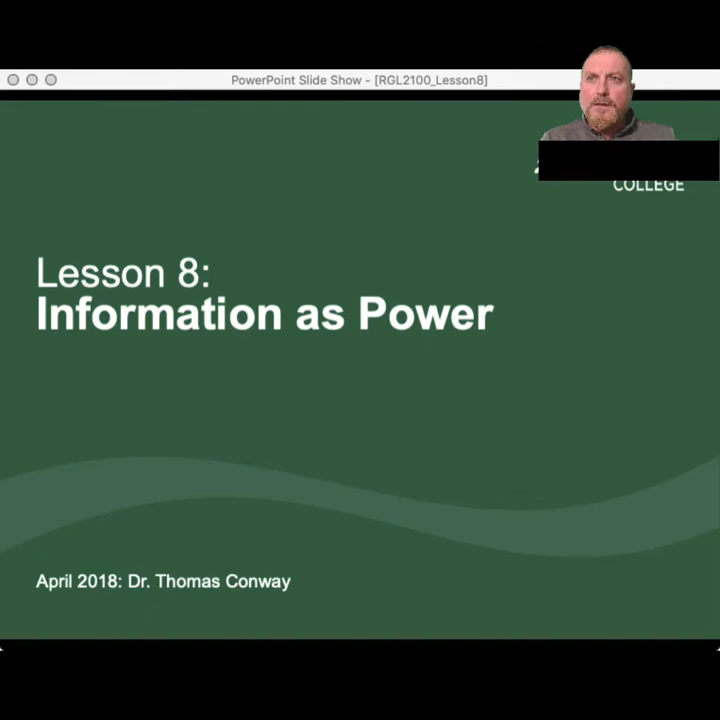 PowerPoint Slide Show - [RGL2100_Lesson8]
COLLEGE
Lesson 8:
Information as Power
April 2018: Dr. Thomas Conway